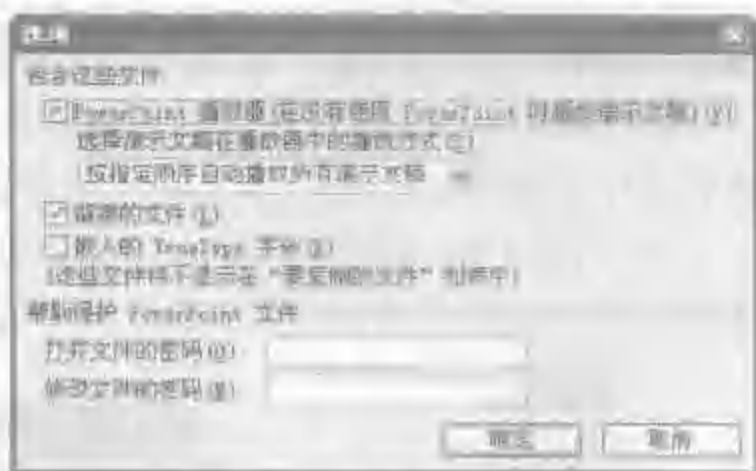 选项
包含这些文件
PowerPoint 播放器(在没有使用 PowerPoint 时播放演示文稿)(V)
选择演示文稿在播放器中的播放方式(S)
按指定顺序自动播放所有演示文稿
链接的文件(L)
嵌入的 TrueType 字体(E)
(这些文件将不显示在“要复制的文件”列表中)
帮助保护 PowerPoint 文件
打开文件的密码(O):
修改文件的密码(M):
确定
取消